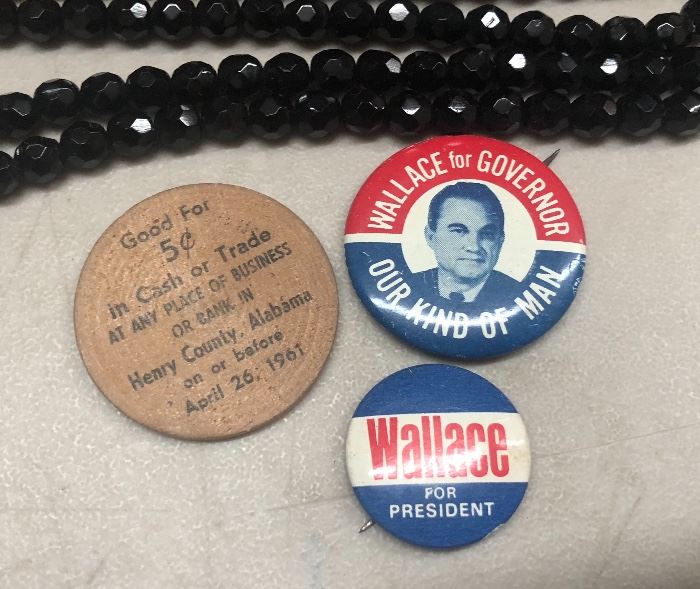 Good For
5¢
in Cash or Trade
AT ANY PLACE OF BUSINESS
OR BANK IN
Henry County, Alabama
on or before
April 26, 1961
WALLACE for GOVERNOR
OUR KIND OF MAN
Wallace
FOR
PRESIDENT